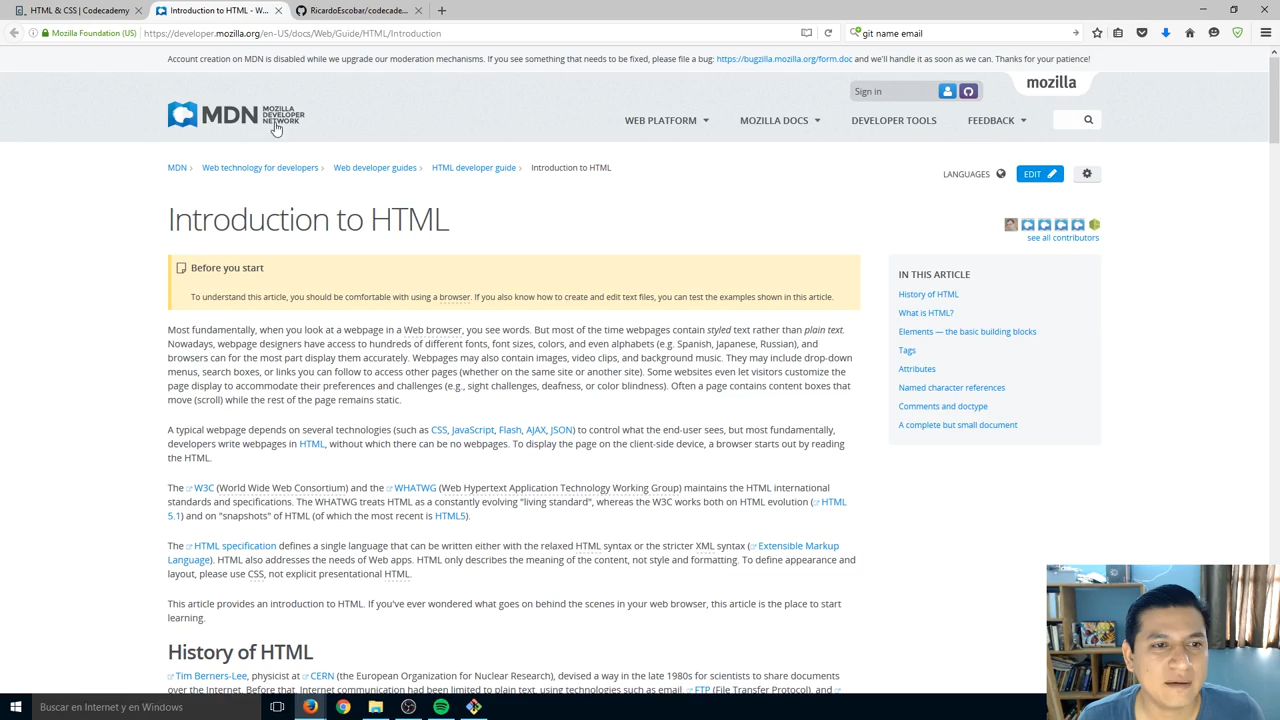 HTML & CSS | Codecademy
Introduction to HTML - W...
RicardoEscobar/codecade...
Mozilla Foundation (US)
https://developer.mozilla.org/en-US/docs/Web/Guide/HTML/Introduction
git name email
Account creation on MDN is disabled while we upgrade our moderation mechanisms. If you see something that needs to be fixed, please file a bug: https://bugzilla.mozilla.org/form.doc and we'll handle it as soon as we can. Thanks for your patience!
mozilla
Sign in
MDN MOZILLA DEVELOPER NETWORK
WEB PLATFORM MOZILLA DOCS DEVELOPER TOOLS FEEDBACK
MDN Web technology for developers Web developer guides HTML developer guide Introduction to HTML
LANGUAGES EDIT
Introduction to HTML
see all contributors
Before you start
To understand this article, you should be comfortable with using a browser. If you also know how to create and edit text files, you can test the examples shown in this article.
IN THIS ARTICLE
History of HTML
What is HTML?
Elements — the basic building blocks
Tags
Attributes
Named character references
Comments and doctype
A complete but small document
Most fundamentally, when you look at a webpage in a Web browser, you see words. But most of the time webpages contain styled text rather than plain text.
Nowadays, webpage designers have access to hundreds of different fonts, font sizes, colors, and even alphabets (e.g. Spanish, Japanese, Russian), and
browsers can for the most part display them accurately. Webpages may also contain images, video clips, and background music. They may include drop-down
menus, search boxes, or links you can follow to access other pages (whether on the same site or another site). Some websites even let visitors customize the
page display to accommodate their preferences and challenges (e.g., sight challenges, deafness, or color blindness). Often a page contains content boxes that
move (scroll) while the rest of the page remains static.
A typical webpage depends on several technologies (such as CSS, JavaScript, Flash, AJAX, JSON) to control what the end-user sees, but most fundamentally,
developers write webpages in HTML, without which there can be no webpages. To display the page on the client-side device, a browser starts out by reading
the HTML.
The W3C (World Wide Web Consortium) and the WHATWG (Web Hypertext Application Technology Working Group) maintains the HTML international
standards and specifications. The WHATWG treats HTML as a constantly evolving "living standard", whereas the W3C works both on HTML evolution (HTML
5.1) and on "snapshots" of HTML (of which the most recent is HTML5).
The HTML specification defines a single language that can be written either with the relaxed HTML syntax or the stricter XML syntax (Extensible Markup
Language). HTML also addresses the needs of Web apps. HTML only describes the meaning of the content, not style and formatting. To define appearance and
layout, please use CSS, not explicit presentational HTML.
This article provides an introduction to HTML. If you've ever wondered what goes on behind the scenes in your web browser, this article is the place to start
learning.
History of HTML
Tim Berners-Lee, physicist at CERN (the European Organization for Nuclear Research), devised a way in the late 1980s for scientists to share documents
over the Internet. Before that, Internet communication had been limited to plain text, using technologies such as email, FTP (File Transfer Protocol), and
Buscar en Internet y en Windows